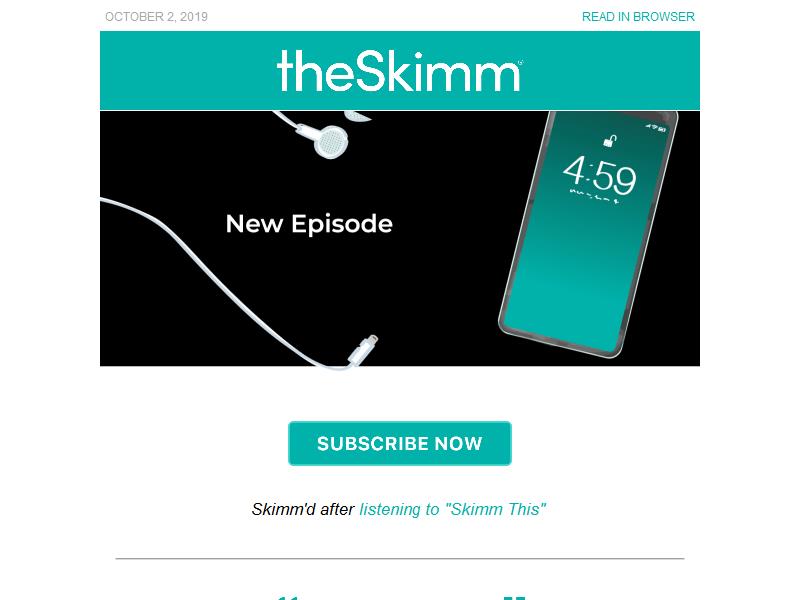 OCTOBER 2, 2019
READ IN BROWSER
theSkimm®
4:59
New Episode
SUBSCRIBE NOW
Skimm'd after listening to "Skimm This"